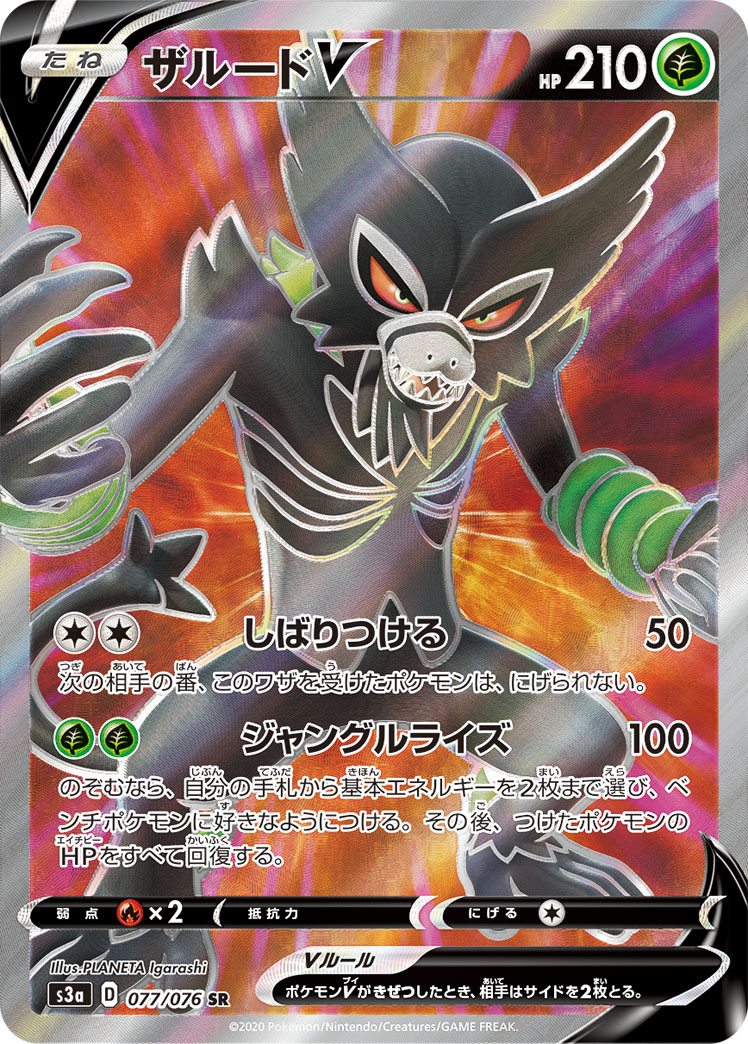 たね ザルードV HP210
しばりつける 50
次の相手の番、このワザを受けたポケモンは、にげられない。
ジャングルライズ 100
のぞむなら、自分の手札から基本エネルギーを2枚まで選び、ベ
ンチポケモンに好きなようにつける。その後、つけたポケモンの
HPをすべて回復する。
弱点 ×2 抵抗力 にげる
Illus.PLANETA Igarashi
Vルール
ポケモンVがきぜつしたとき、相手はサイドを2枚とる。
s3a D 077/076 SR
©2020 Pokémon/Nintendo/Creatures/GAME FREAK.